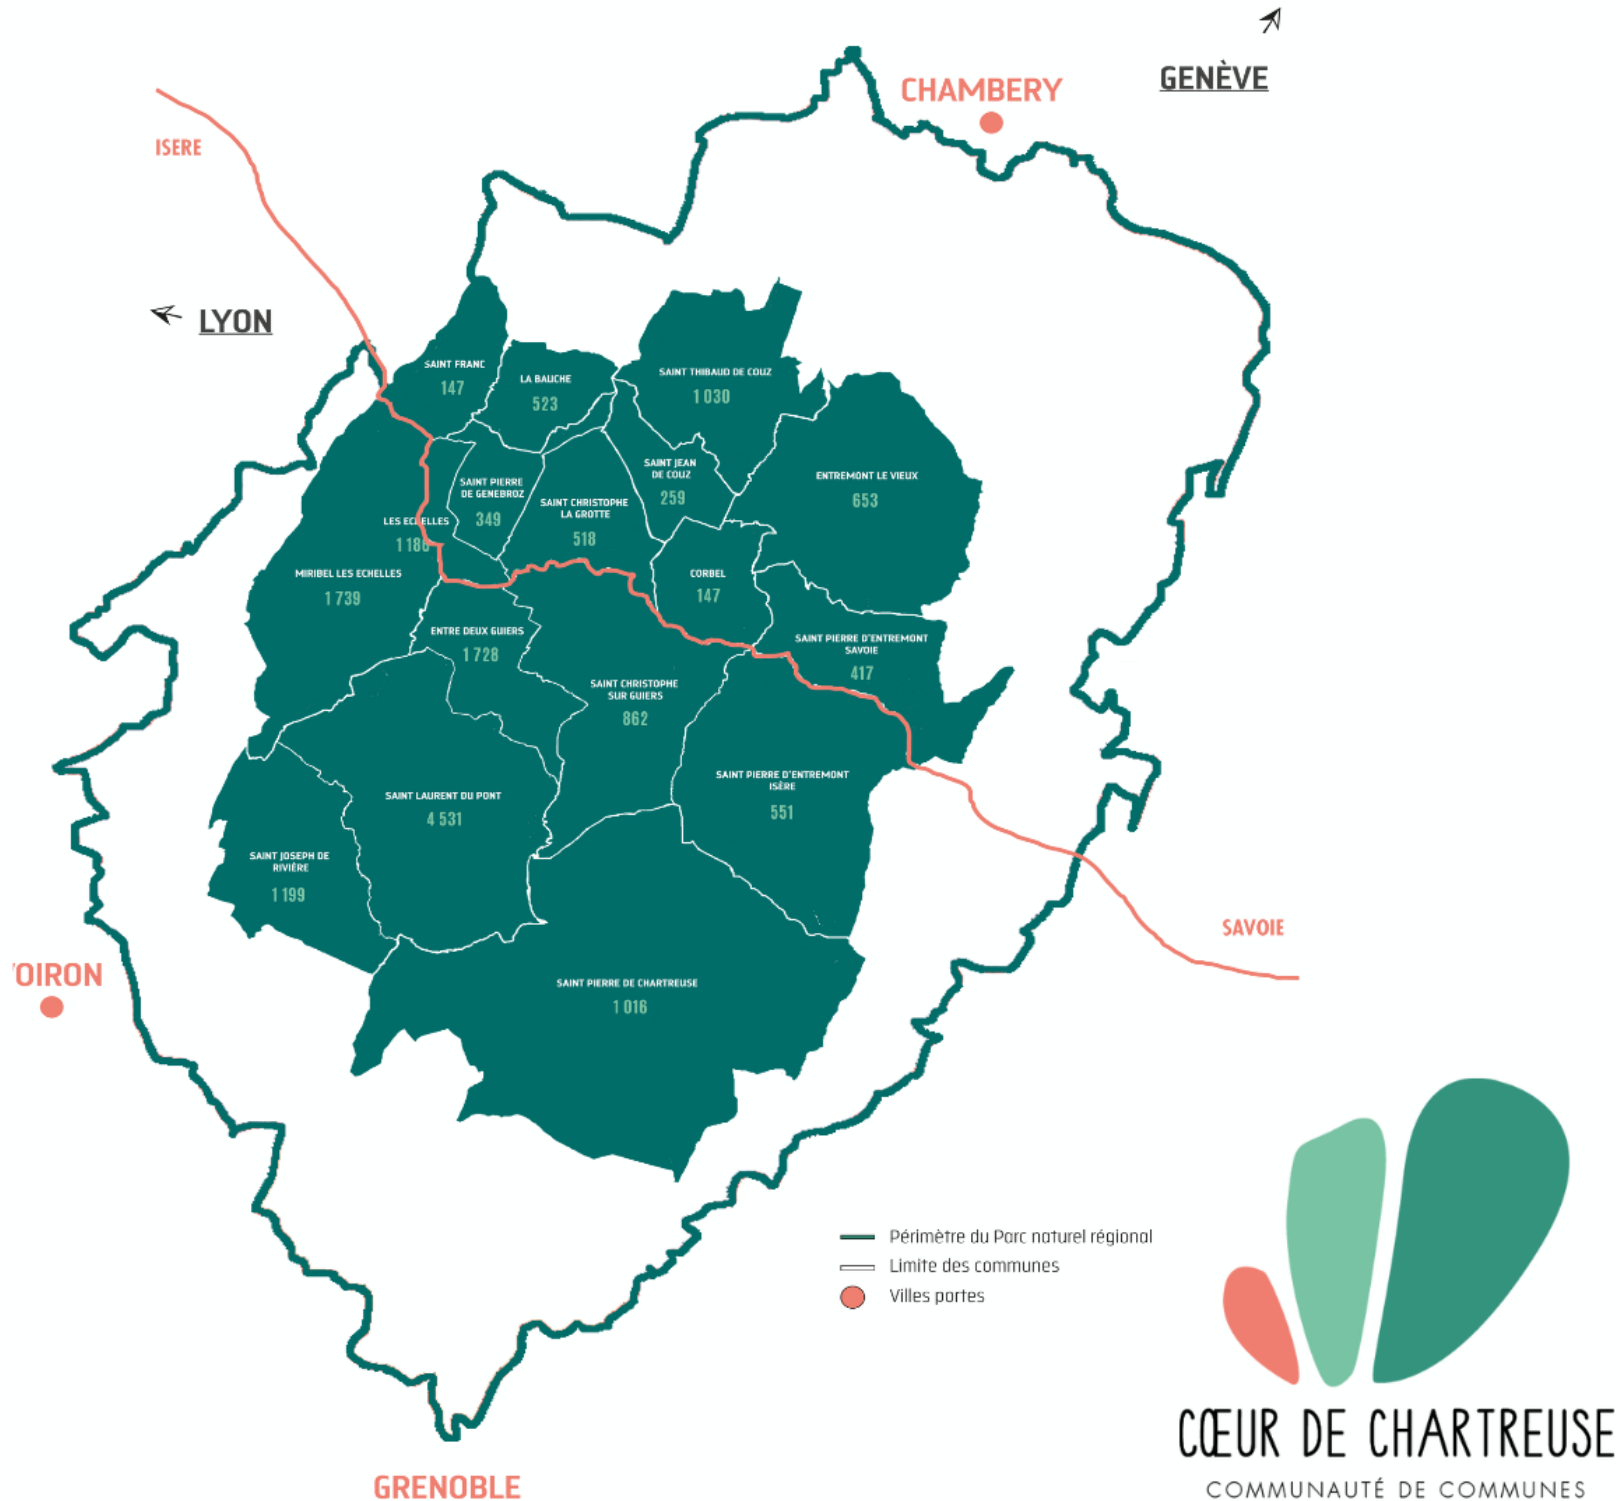 GENÈVE
CHAMBERY
ISERE
LYON
SAINT FRANC
147
LA BAUCHE
523
SAINT THIBAUD DE COUZ
1 030
SAINT JEAN
DE COUZ
259
ENTREMONT LE VIEUX
653
SAINT PIERRE
DE GENEBROZ
349
SAINT CHRISTOPHE
LA GROTTE
518
LES ECHELLES
MIRIBEL LES ECHELLES
1 739
CORBEL
147
ENTRE DEUX GUIERS
1 728
SAINT PIERRE D'ENTREMONT
SAVOIE
417
SAINT CHRISTOPHE
SUR GUIERS
862
SAINT PIERRE D'ENTREMONT
ISÈRE
551
SAINT LAURENT DU PONT
4 531
SAINT JOSEPH DE
RIVIÈRE
1 199
SAVOIE
OIRON
SAINT PIERRE DE CHARTREUSE
1 016
Périmètre du Parc naturel régional
Limite des communes
Villes portes
GRENOBLE
CŒUR DE CHARTREUSE
COMMUNAUTÉ DE COMMUNES